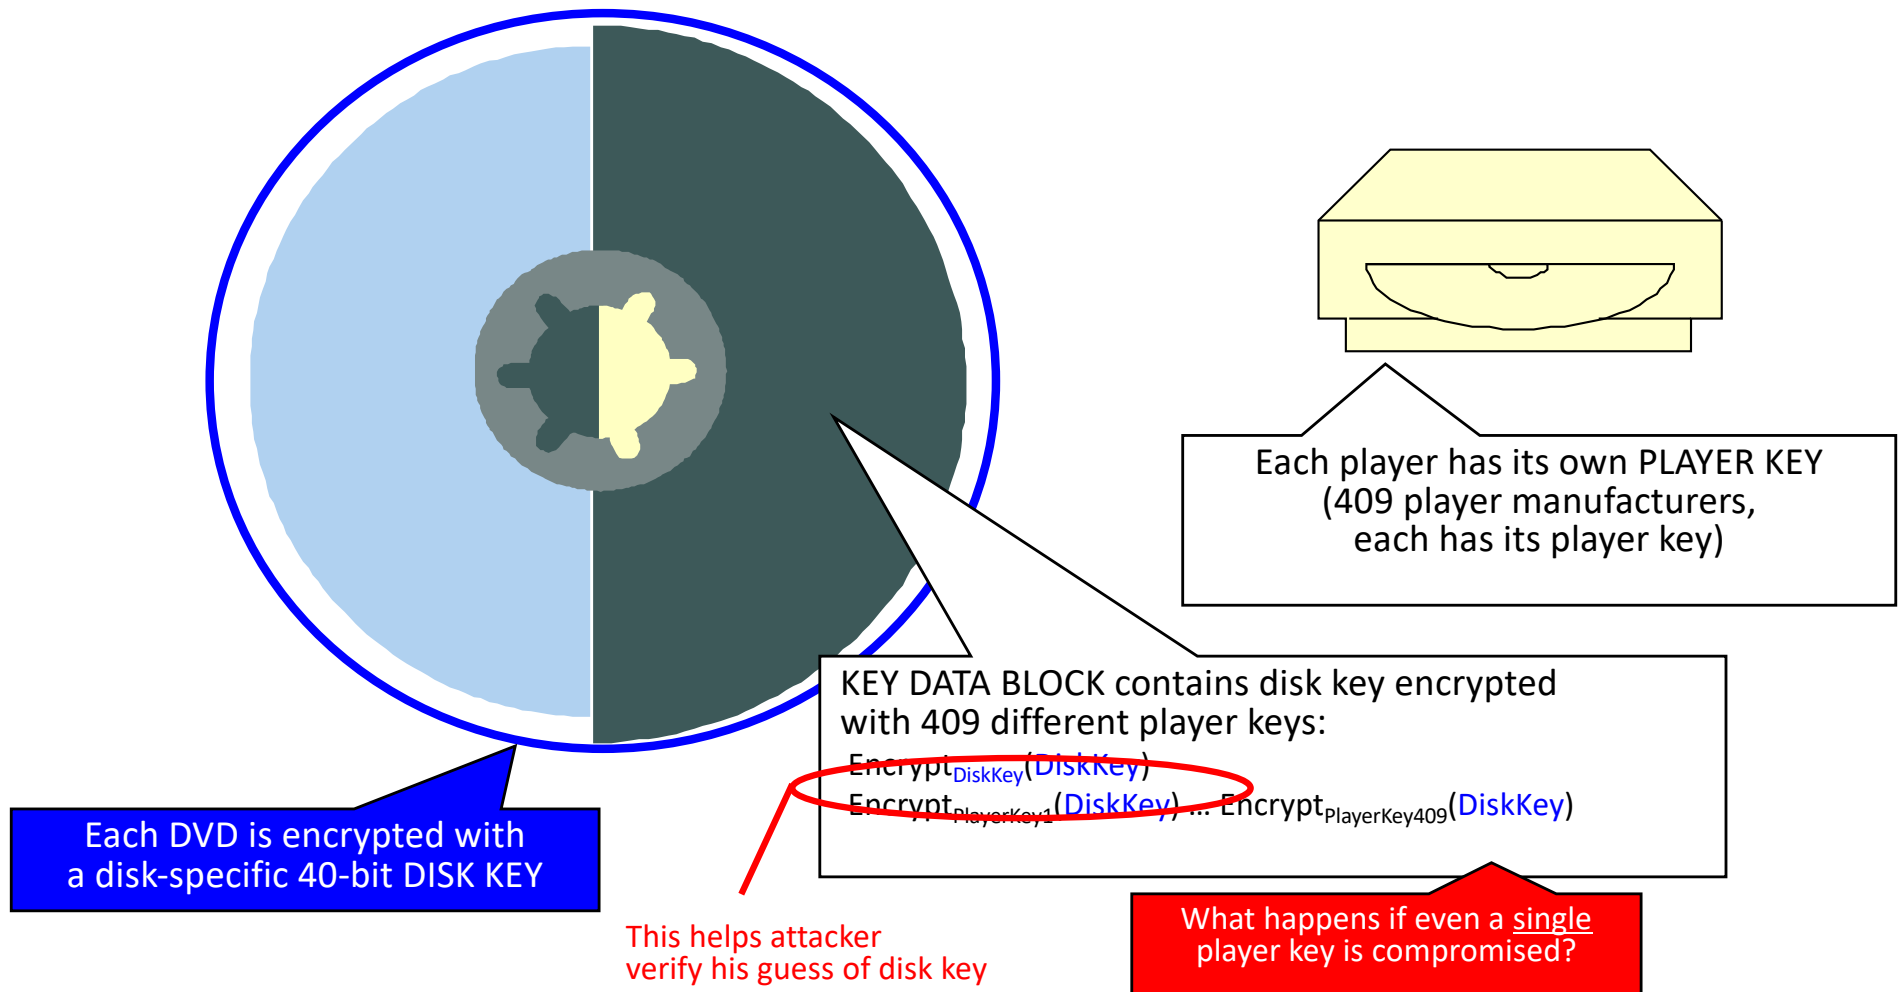 Each player has its own PLAYER KEY
(409 player manufacturers,
each has its player key)
KEY DATA BLOCK contains disk key encrypted
with 409 different player keys:
Encrypt_DiskKey(DiskKey)
Encrypt_PlayerKey1(DiskKey) … Encrypt_PlayerKey409(DiskKey)
Each DVD is encrypted with
a disk-specific 40-bit DISK KEY
This helps attacker
verify his guess of disk key
What happens if even a single
player key is compromised?